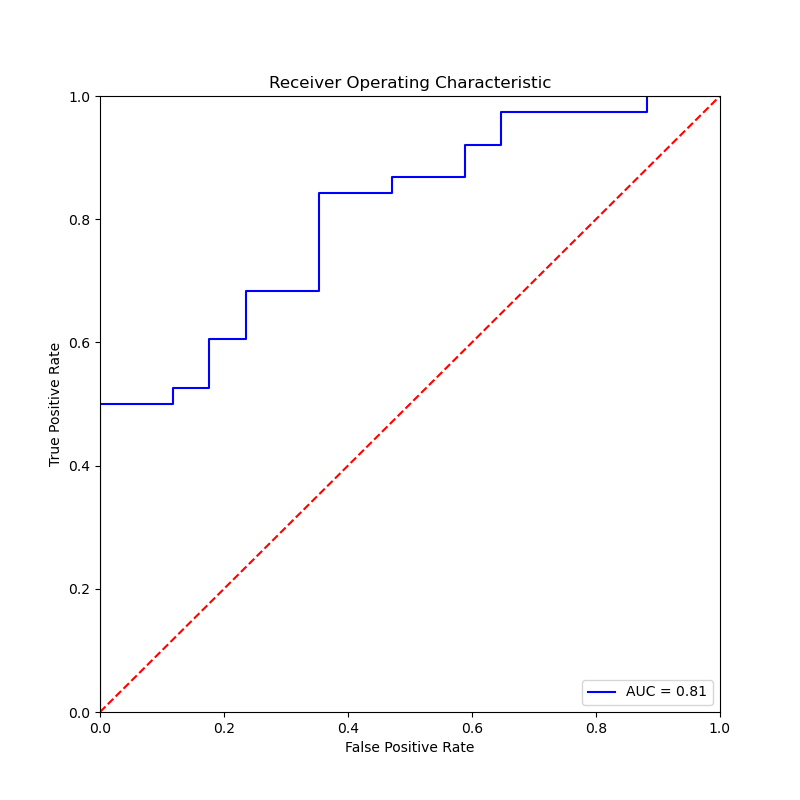 Receiver Operating Characteristic
True Positive Rate
1.0
0.8
0.6
0.4
0.2
0.0
AUC = 0.81
0.0 0.2 0.4 0.6 0.8 1.0
False Positive Rate